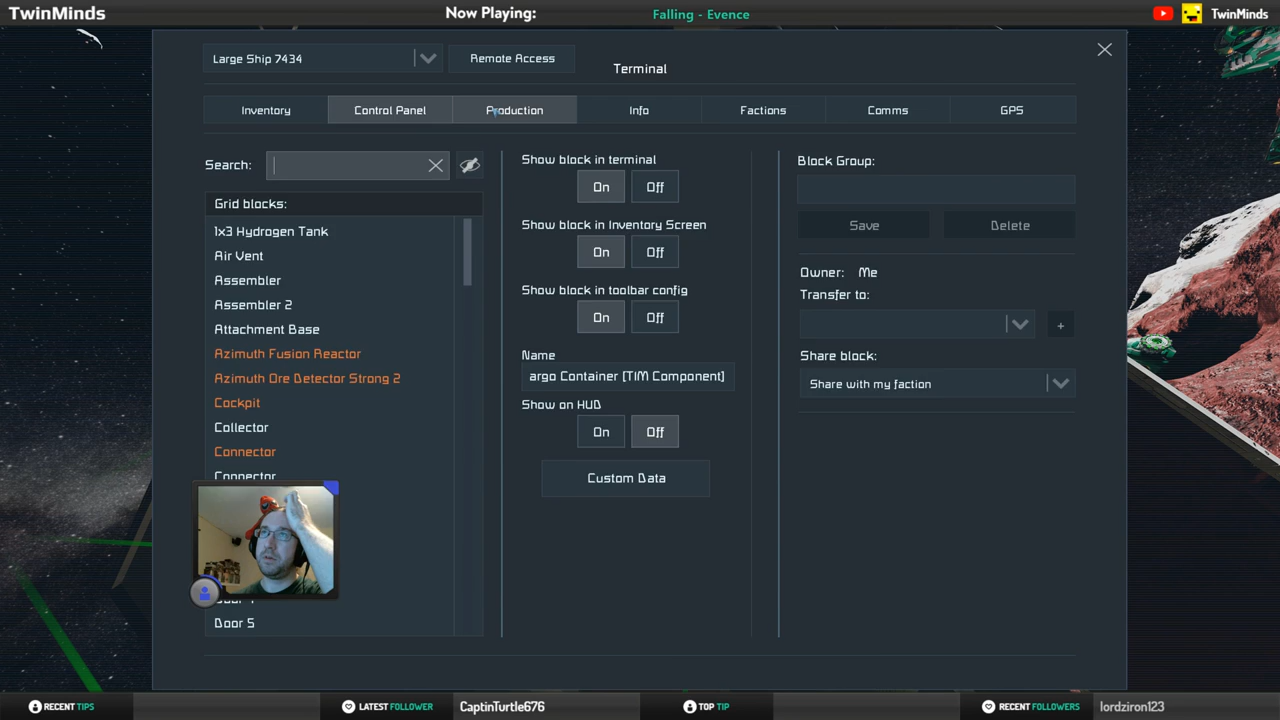 TwinMinds
Now Playing:
Falling - Evence
TwinMinds
Large Ship 7434
Remote Access
Terminal
Inventory
Control Panel
Production
Info
Factions
Comms
GPS
Search:
Grid blocks:
1x3 Hydrogen Tank
Air Vent
Assembler
Assembler 2
Attachment Base
Azimuth Fusion Reactor
Azimuth Ore Detector Strong 2
Cockpit
Collector
Connector
Connector
Door 5
Show block in terminal
On
Off
Show block in Inventory Screen
On
Off
Show block in toolbar config
On
Off
Name
argo Container [TIM Component]
Show on HUD
On
Off
Custom Data
Block Group:
Save
Delete
Owner: Me
Transfer to:
+
Share block:
Share with my faction
RECENT TIPS
LATEST FOLLOWER
CaptinTurtle676
TOP TIP
RECENT FOLLOWERS
lordziron123